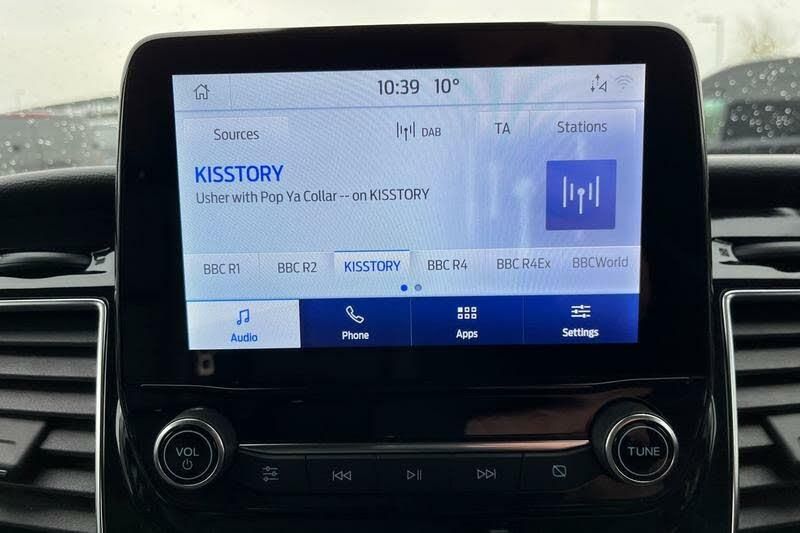 10:39 10°
Sources DAB TA Stations
KISSTORY
Usher with Pop Ya Collar -- on KISSTORY
BBC R1 BBC R2 KISSTORY BBC R4 BBC R4Ex BBCWorld
Audio Phone Apps Settings
VOL TUNE